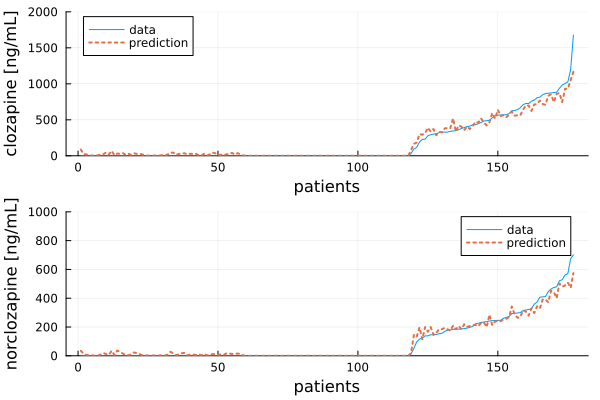 clozapine [ng/mL]
2000
1500
1000
500
0
data
prediction
0 50 100 150
patients
norclozapine [ng/mL]
1000
800
600
400
200
0
data
prediction
0 50 100 150
patients